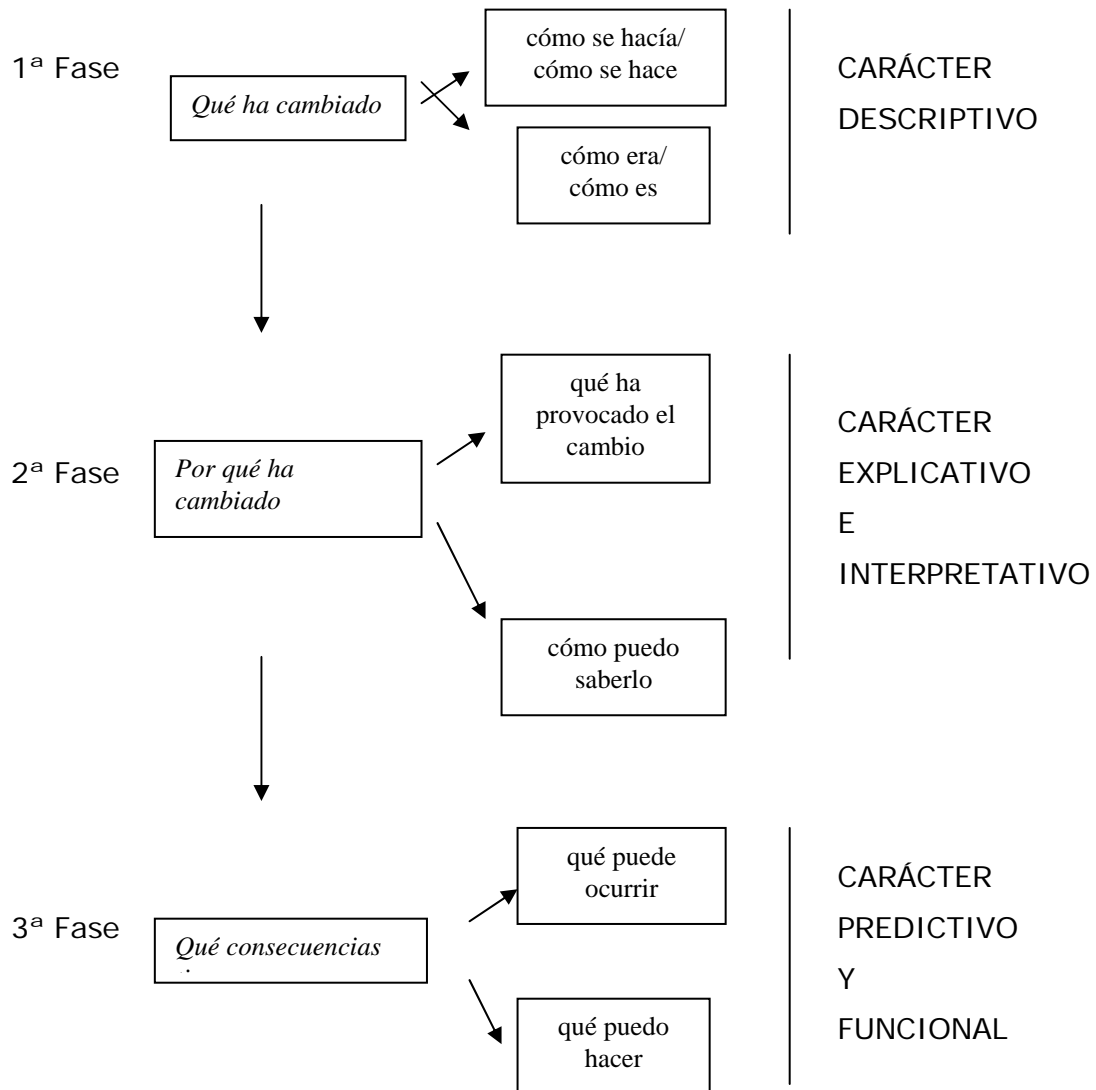 1ª Fase
Qué ha cambiado
cómo se hacía/
cómo se hace
cómo era/
cómo es
CARÁCTER
DESCRIPTIVO
2ª Fase
Por qué ha
cambiado
qué ha
provocado el
cambio
cómo puedo
saberlo
CARÁCTER
EXPLICATIVO
E
INTERPRETATIVO
3ª Fase
Qué consecuencias
qué puede
ocurrir
qué puedo
hacer
CARÁCTER
PREDICTIVO
Y
FUNCIONAL